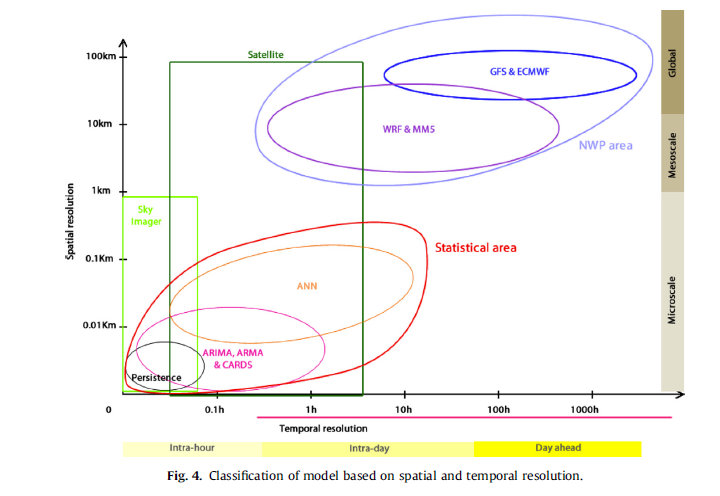 100km
10km
1km
0.1Km
0.01Km
Spatial resolution
Satellite
Sky
Imager
GFS & ECMWF
WRF & MM5
NWP area
Statistical area
ANN
ARIMA, ARMA
& CARDS
Persistence
Global
Mesoscale
Microscale
0 0.1h 1h 10h 100h 1000h
Temporal resolution
Intra-hour Intra-day Day ahead
Fig. 4. Classification of model based on spatial and temporal resolution.